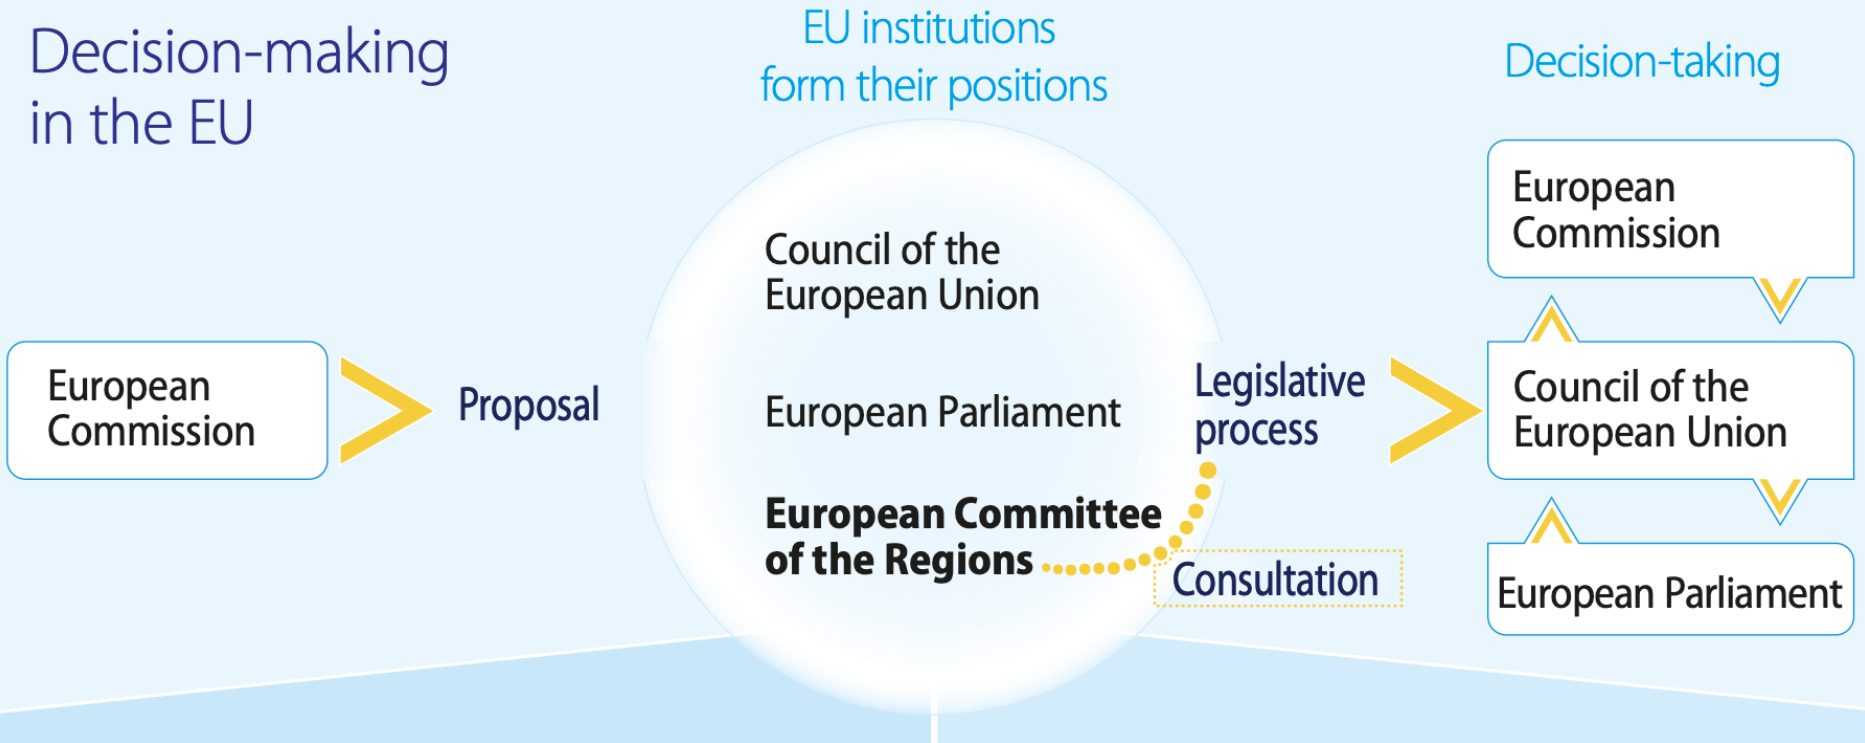 Decision-making
in the EU
EU institutions
form their positions
Decision-taking
European
Commission
Proposal
Council of the
European Union
European Parliament
European Committee
of the Regions
Legislative
process
Consultation
European
Commission
Council of the
European Union
European Parliament